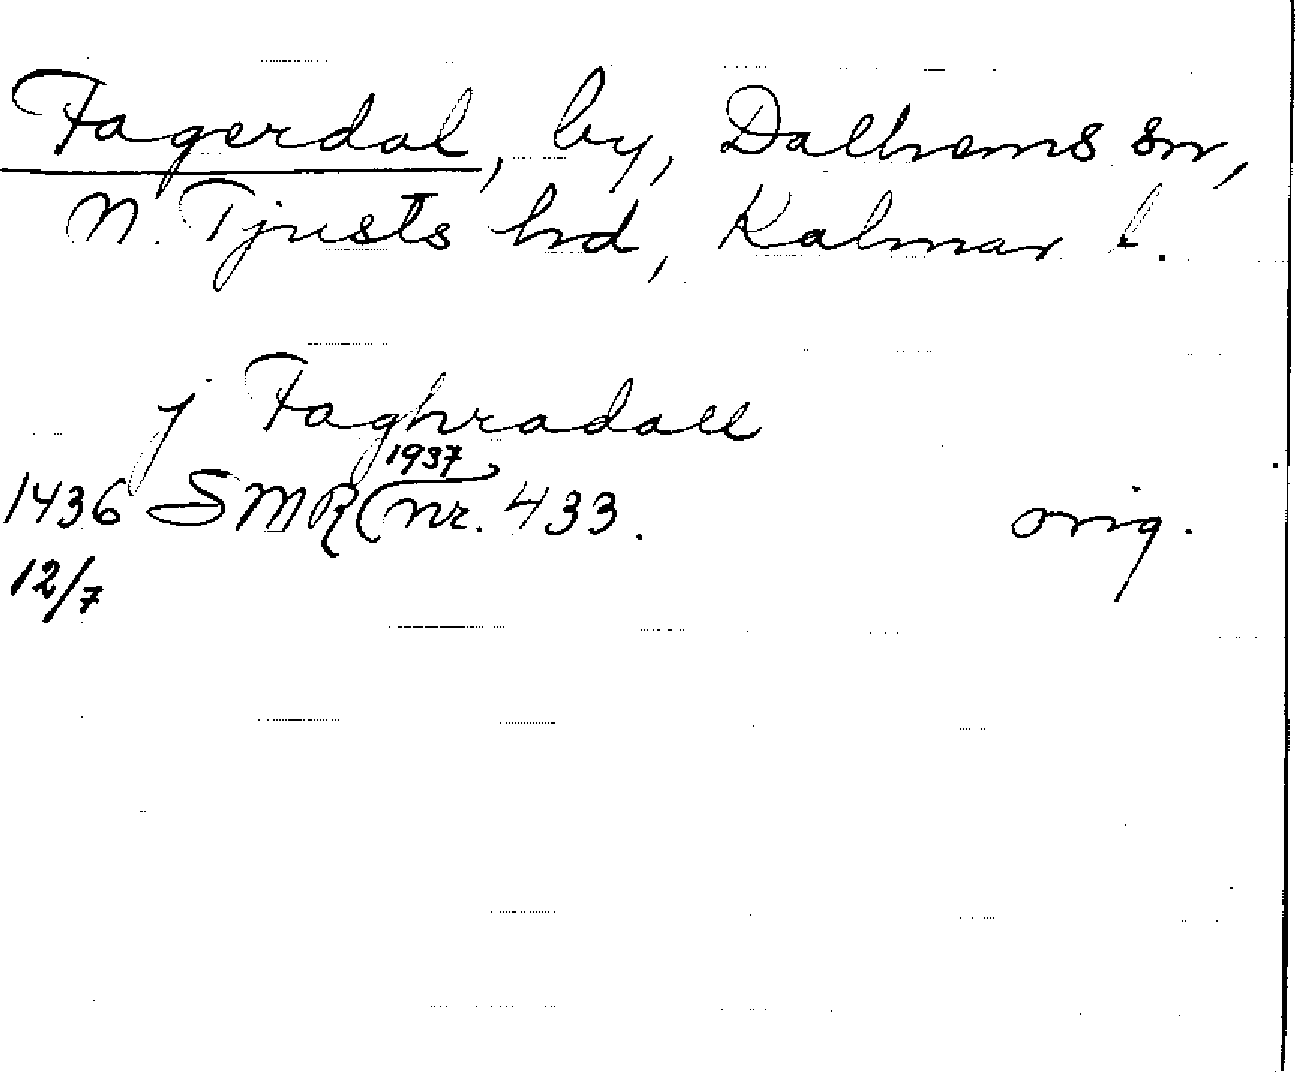 Fagerdal, by, Dalhems sn,
N. Tjusts hd, Kalmar l.
j Faghradall
1937
1436 SMR (nr. 433. orig.
12/7